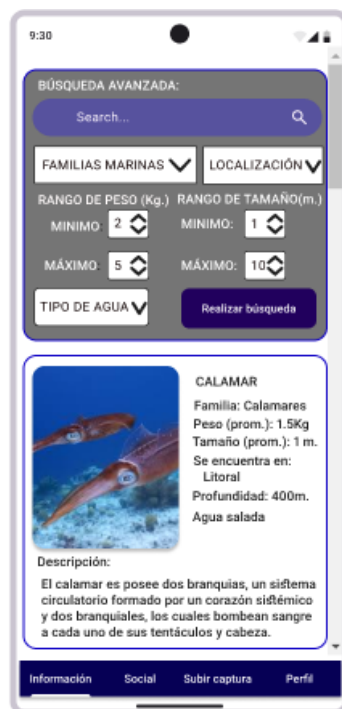 9:30
BÚSQUEDA AVANZADA:
Search...
FAMILIAS MARINAS LOCALIZACIÓN
RANGO DE PESO (Kg.) RANGO DE TAMAÑO(m.)
MINIMO: 2 MINIMO: 1
MÁXIMO: 5 MÁXIMO: 10
TIPO DE AGUA Realizar búsqueda
CALAMAR
Familia: Calamares
Peso (prom.): 1.5Kg
Tamaño (prom.): 1 m.
Se encuentra en:
Litoral
Profundidad: 400m.
Agua salada
Descripción:
El calamar es posee dos branquias, un sistema
circulatorio formado por un corazón sistémico
y dos branquiales, los cuales bombean sangre
a cada uno de sus tentáculos y cabeza.
Información Social Subir captura Perfil